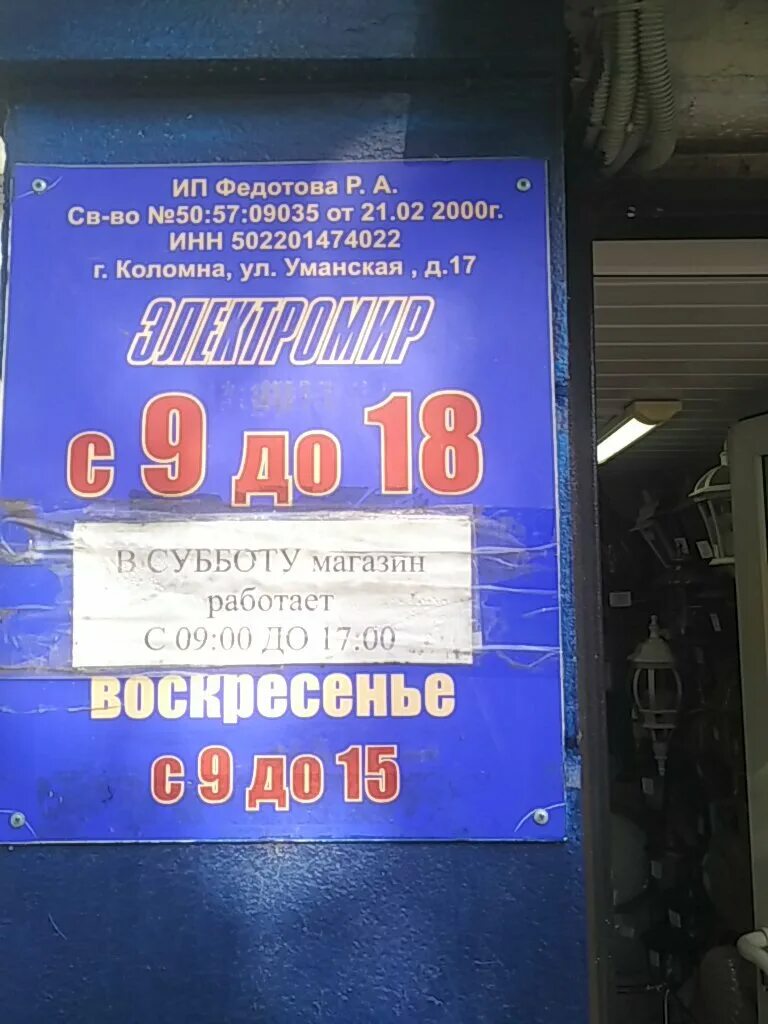 ИП Федотова Р. А.
Св-во №50:57:09035 от 21.02 2000г.
ИНН 502201474022
г. Коломна, ул. Уманская , д.17
ЭЛЕКТРОМИР
с 9 до 18
В СУББОТУ магазин
работает
С 09:00 ДО 17:00
воскресенье
с 9 до 15